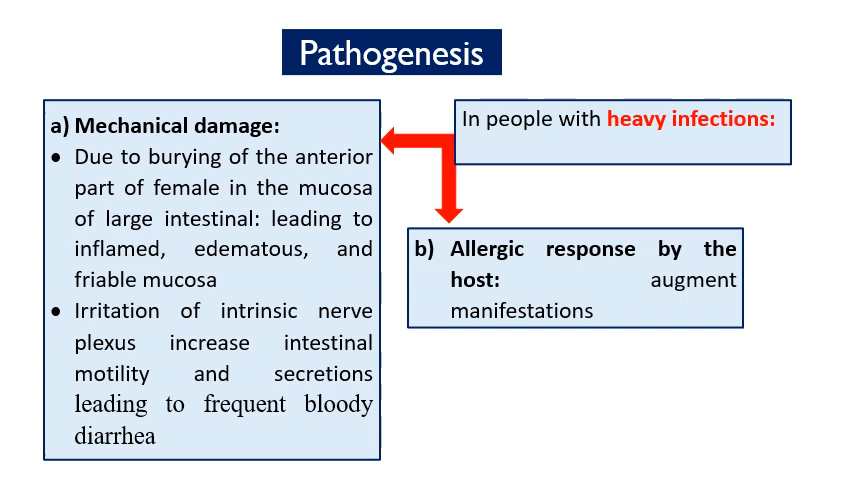 Pathogenesis
a) Mechanical damage:
• Due to burying of the anterior
part of female in the mucosa
of large intestinal: leading to
inflamed, edematous, and
friable mucosa
• Irritation of intrinsic nerve
plexus increase intestinal
motility and secretions
leading to frequent bloody
diarrhea
In people with heavy infections:
b) Allergic response by the
host: augment
manifestations